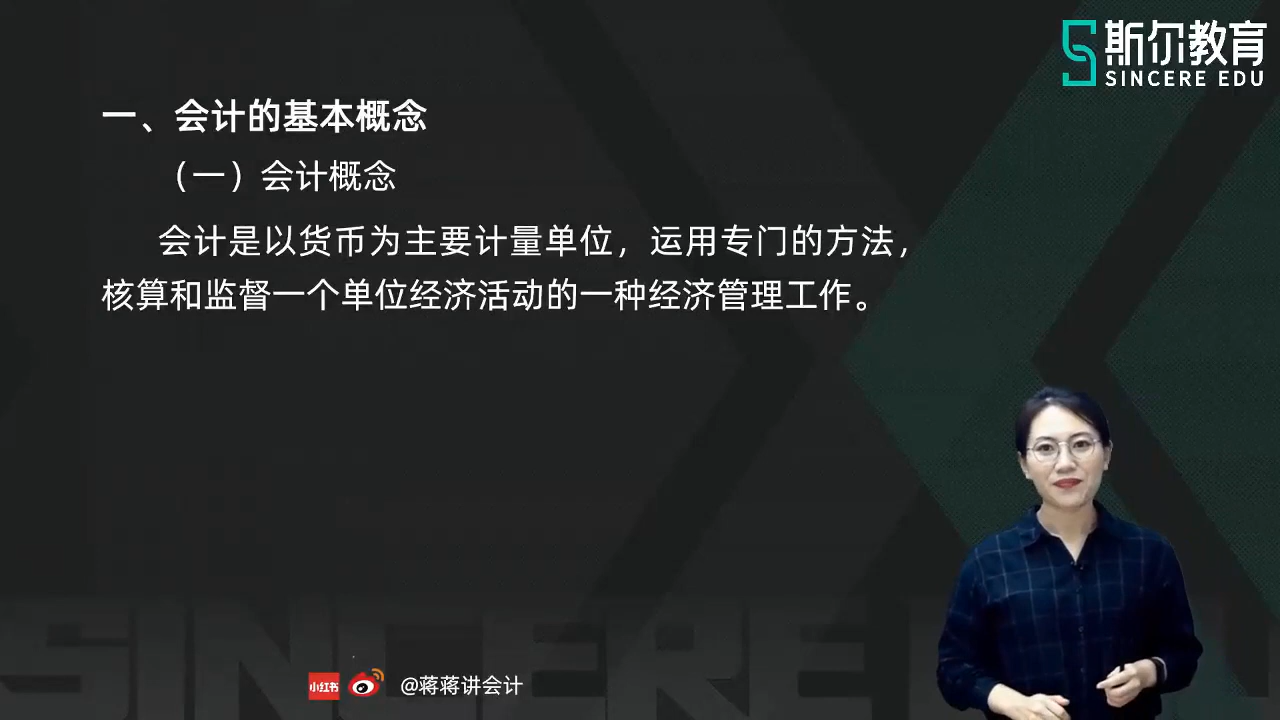 斯尔教育
SINCERE EDU
一、会计的基本概念
（一）会计概念
会计是以货币为主要计量单位，运用专门的方法，
核算和监督一个单位经济活动的一种经济管理工作。
SINCERE EDU
小红书 @蒋蒋讲会计